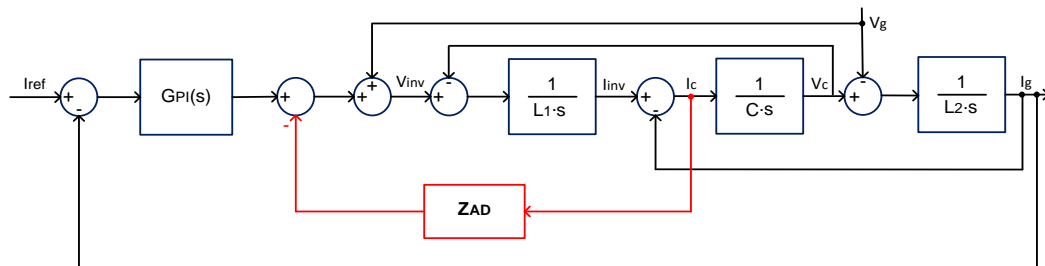 Vg
Iref
+
-
GPI(s)
+
-
+
+
Vinv
-
+
1
L1·s
Iinv
+
-
Ic
1
C·s
Vc
-
+
1
L2·s
Ig
ZAD